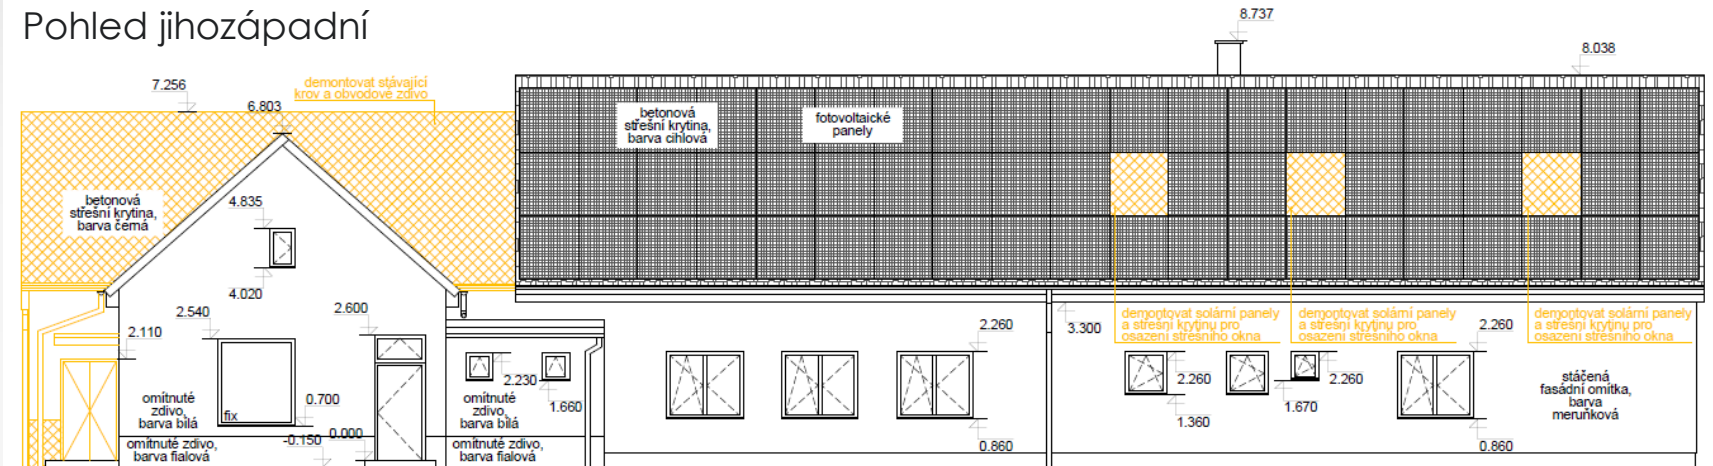 Pohled jihozápadní
8.737
8.038
7.256
demontovat stávající
krov a obvodové zdivo
6.803
betonová
střešní krytina,
barva cihlová
fotovoltaické
panely
betonová
střešní krytina,
barva černá
4.835
4.020
2.540
2.600
2.110
2.260
3.300
demontovat solární panely
a střešní krytinu pro
osazení střešního okna
demontovat solární panely
a střešní krytinu pro
osazení střešního okna
2.260
demontovat solární panely
a střešní krytinu pro
osazení střešního okna
2.230
1.660
2.260
1.360
2.260
1.670
stáčená
fasádní omítka,
barva
meruňková
omítnuté
zdivo,
barva bílá
fix
0.700
omítnuté
zdivo,
barva bílá
-0.150
0.000
0.860
0.860
omítnuté zdivo,
barva fialová
omítnuté zdivo,
barva fialová